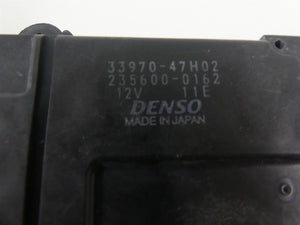 33970-47H02
235600-0162
12V 11E
DENSO
MADE IN JAPAN